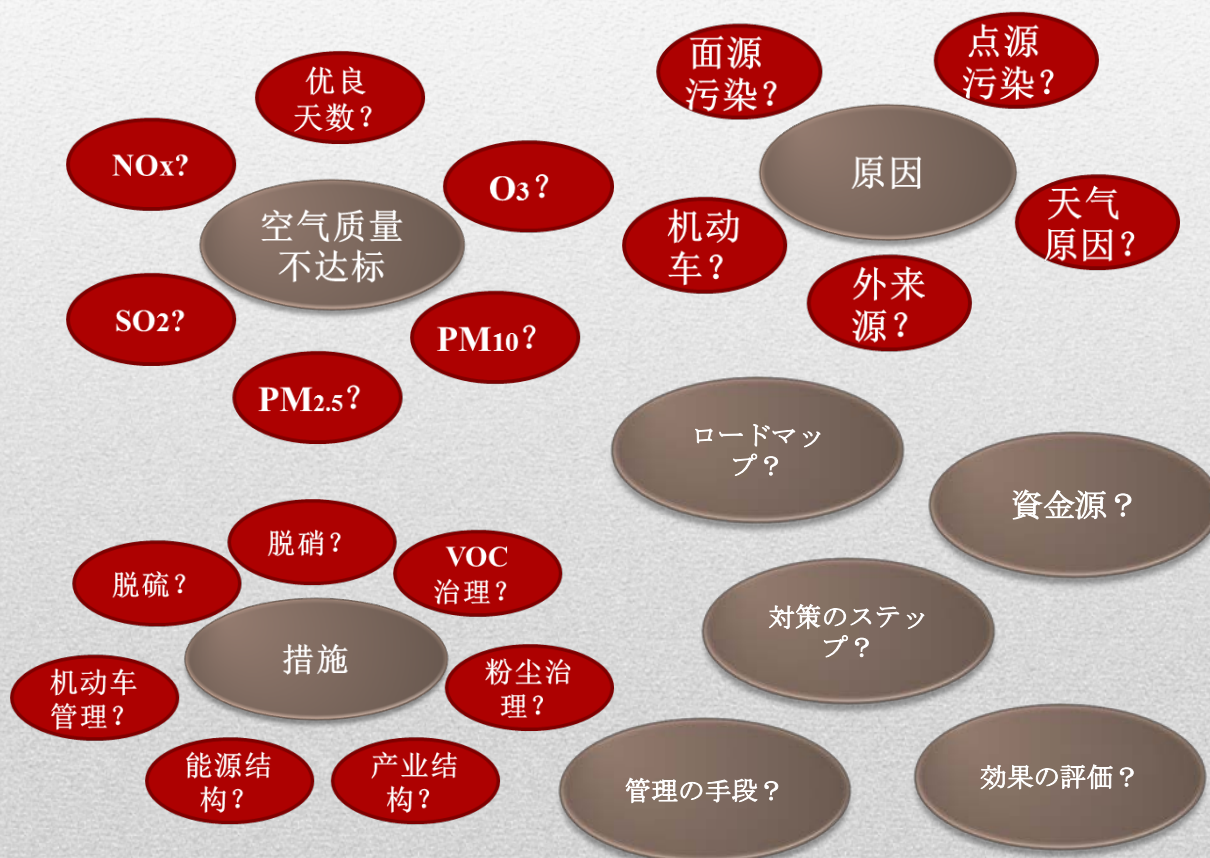 优良
天数？
NOx?
O3？
空气质量
不达标
SO2?
PM10？
PM2.5？
面源
污染？
点源
污染？
原因
机动
车？
天气
原因？
外来
源？
ロードマッ
プ？
資金源？
対策のステッ
プ？
管理の手段？
効果の評価？
脱硝？
脱硫？
VOC
治理？
措施
机动车
管理？
粉尘治
理？
能源结
构？
产业结
构？